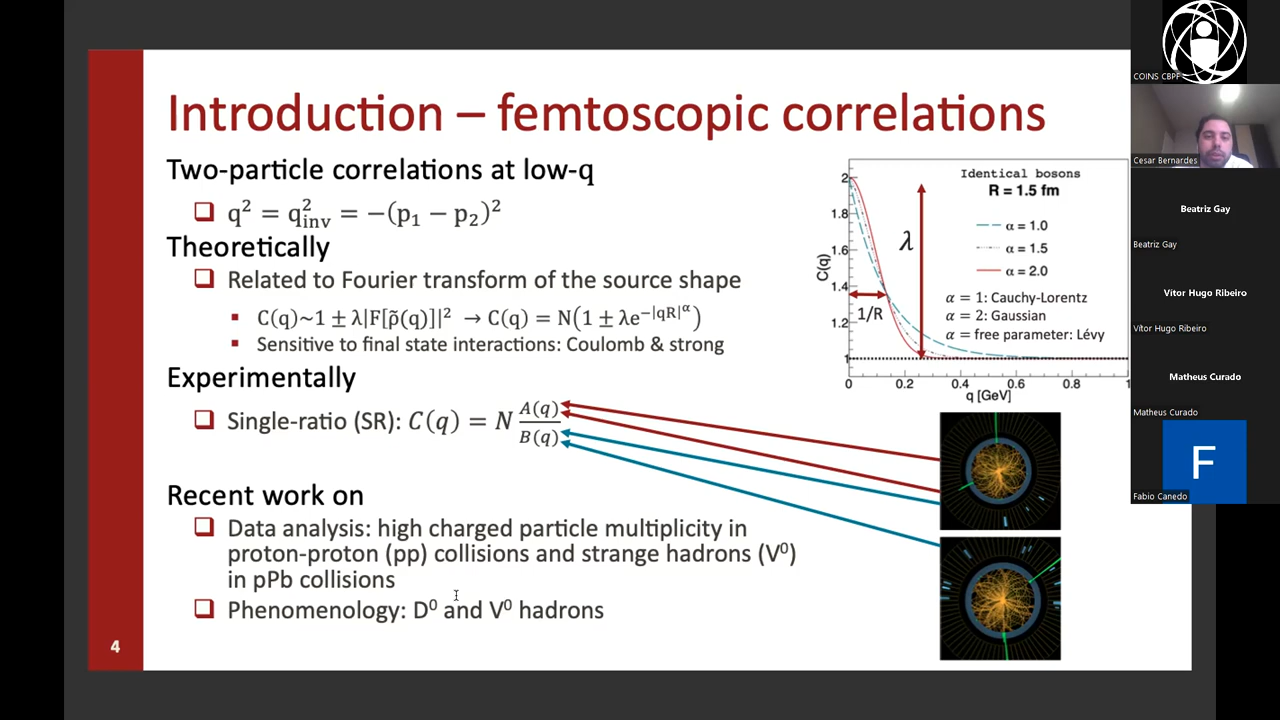 Introduction – femtoscopic correlations
Two-particle correlations at low-q
❑ q² = q²_inv = −(p₁ − p₂)²
Theoretically
❑ Related to Fourier transform of the source shape
▪ C(q)~1 ± λ|F[ρ̃(q)]|² → C(q) = N(1 ± λe^{−|qR|^α})
▪ Sensitive to final state interactions: Coulomb & strong
Experimentally
❑ Single-ratio (SR): C(q) = N A(q)/B(q)
Recent work on
❑ Data analysis: high charged particle multiplicity in
proton-proton (pp) collisions and strange hadrons (V⁰)
in pPb collisions
❑ Phenomenology: D⁰ and V⁰ hadrons
4
Identical bosons
R = 1.5 fm
α = 1.0
α = 1.5
α = 2.0
α = 1: Cauchy-Lorentz
α = 2: Gaussian
α = free parameter: Lévy
λ
1/R
C(q)
2
1.8
1.6
1.4
1.2
1
0 0.2 0.4 0.6 0.8 1
q [GeV]
COINS CBPF
Cesar Bernardes
Beatriz Gay
Beatriz Gay
Vítor Hugo Ribeiro
Vítor Hugo Ribeiro
Matheus Curado
Matheus Curado
F
Fabio Canedo